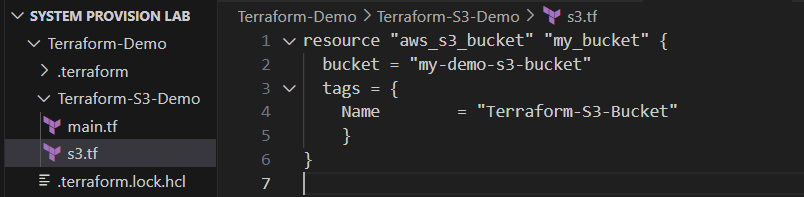 SYSTEM PROVISION LAB
Terraform-Demo
.terraform
Terraform-S3-Demo
main.tf
s3.tf
.terraform.lock.hcl
Terraform-Demo > Terraform-S3-Demo > s3.tf
1 resource "aws_s3_bucket" "my_bucket" {
2   bucket = "my-demo-s3-bucket"
3   tags = {
4     Name        = "Terraform-S3-Bucket"
5     }
6 }
7